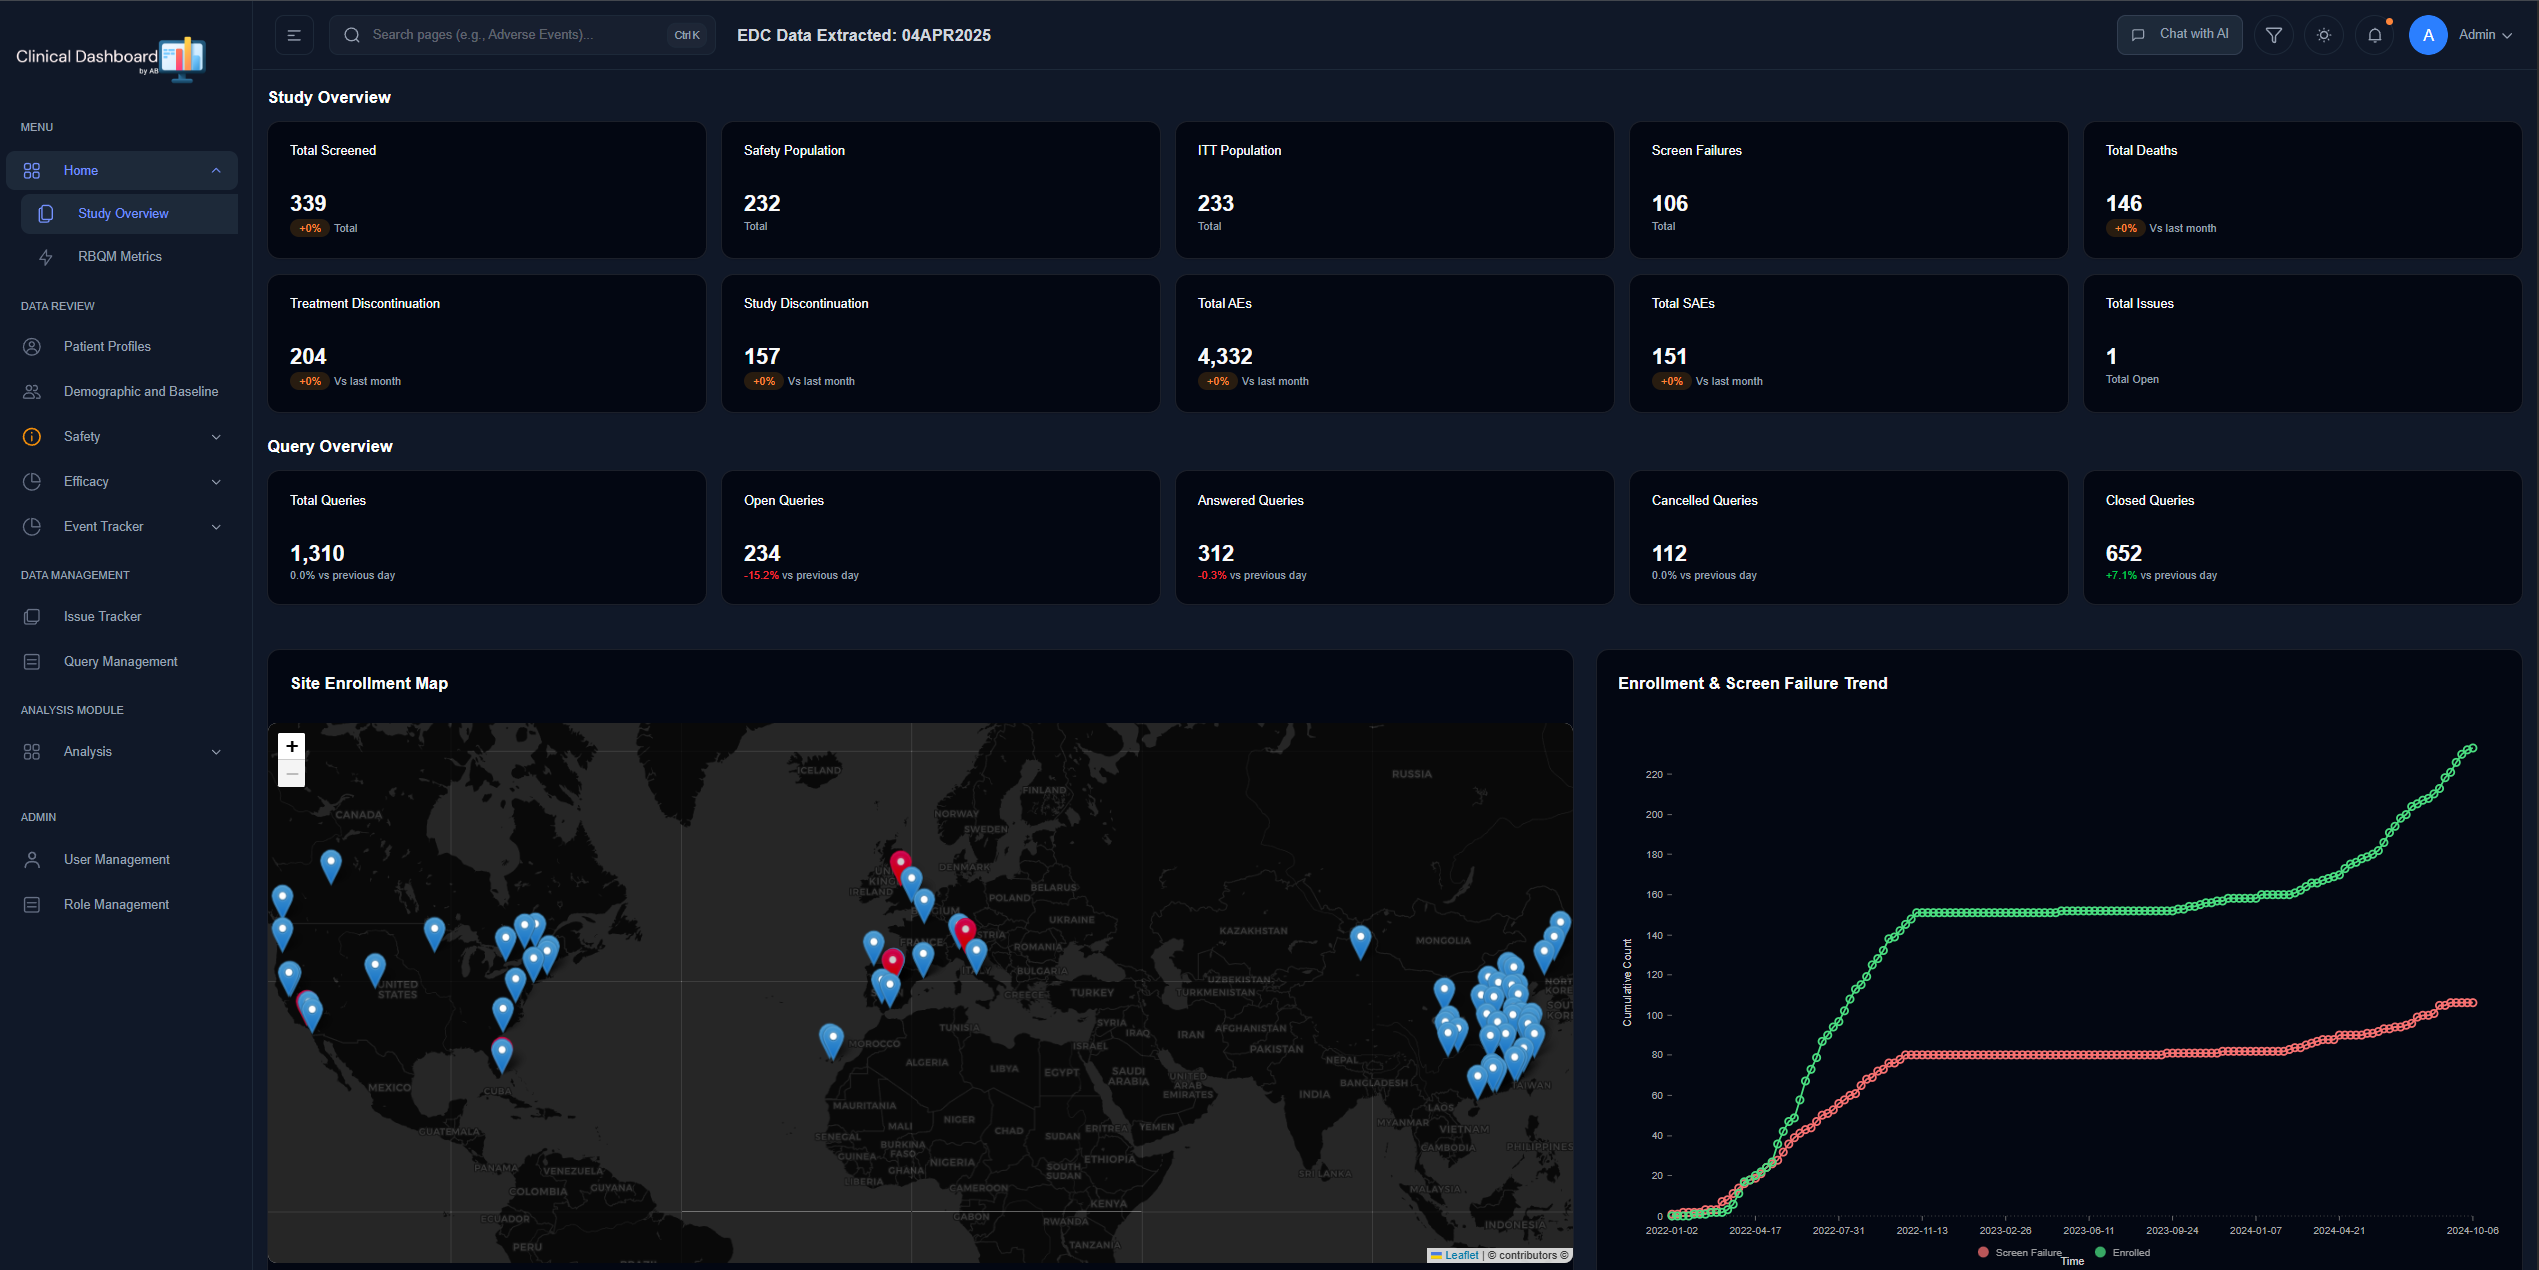 Clinical Dashboard
by AB
Search pages (e.g., Adverse Events)...
Ctrl K
EDC Data Extracted: 04APR2025
Chat with AI
A
Admin
MENU
Home
Study Overview
RBQM Metrics
DATA REVIEW
Patient Profiles
Demographic and Baseline
Safety
Efficacy
Event Tracker
DATA MANAGEMENT
Issue Tracker
Query Management
ANALYSIS MODULE
Analysis
ADMIN
User Management
Role Management
Study Overview
Total Screened
339
+0% Total
Safety Population
232
Total
ITT Population
233
Total
Screen Failures
106
Total
Total Deaths
146
+0% Vs last month
Treatment Discontinuation
204
+0% Vs last month
Study Discontinuation
157
+0% Vs last month
Total AEs
4,332
+0% Vs last month
Total SAEs
151
+0% Vs last month
Total Issues
1
Total Open
Query Overview
Total Queries
1,310
0.0% vs previous day
Open Queries
234
-15.2% vs previous day
Answered Queries
312
-0.3% vs previous day
Cancelled Queries
112
0.0% vs previous day
Closed Queries
652
+7.1% vs previous day
Site Enrollment Map
+
−
ICELAND
RUSSIA
FINLAND
CANADA
NORWAY
SWEDEN
DENMARK
IRELAND
BELARUS
POLAND
UKRAINE
KAZAKHSTAN
MONGOLIA
FRANCE
ROMANIA
BULGARIA
UNITED
STATES
UZBEKISTAN
TURKMENISTAN
GREECE
TURKEY
TUNISIA
SYRIA
IRAQ
IRAN
AFGHANISTAN
MOROCCO
ISRAEL
PAKISTAN
ALGERIA
LIBYA
EGYPT
SAUDI
ARABIA
UNITED
ARAB
EMIRATES
NEPAL
BANGLADESH
INDIA
TAIWAN
MEXICO
CUBA
MAURITANIA
MALI
NIGER
CHAD
SUDAN
ERITREA
YEMEN
LAOS
MYANMAR
VIETNAM
CAMBODIA
PHILIPPINES
GUATEMALA
SENEGAL
GUINEA
BURKINA
FASO
GHANA
NIGERIA
LIBERIA
SOUTH
SUDAN
ETHIOPIA
SRI LANKA
PANAMA
VENEZUELA
COLOMBIA
GUYANA
CAMEROON
MALAYSIA
ECUADOR
GABON
KENYA
RWANDA
INDONESIA
PERU
TANZANIA
Leaflet | © contributors ©
Enrollment & Screen Failure Trend
Cumulative Count
220
200
180
160
140
120
100
80
60
40
20
0
2022-01-02 2022-04-17 2022-07-31 2022-11-13 2023-02-26 2023-06-11 2023-09-24 2024-01-07 2024-04-21 2024-10-06
Screen Failure Enrolled
Time